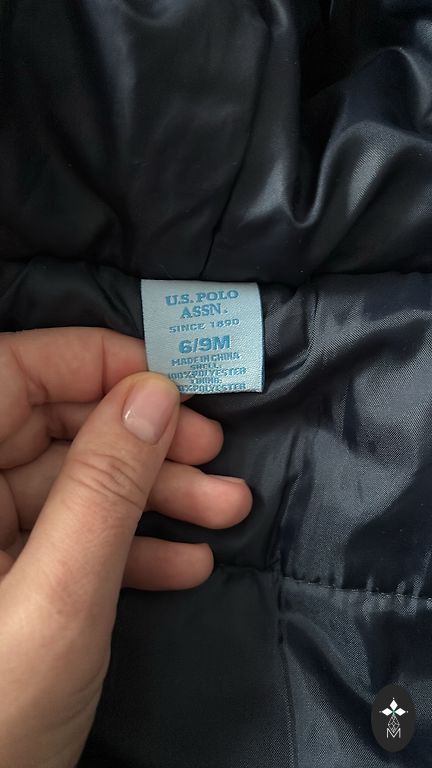 U.S. POLO
ASSN.
SINCE 1890
6/9M
MADE IN CHINA
SHELL:
100%POLYESTER
LINING:
100%POLYESTER
M